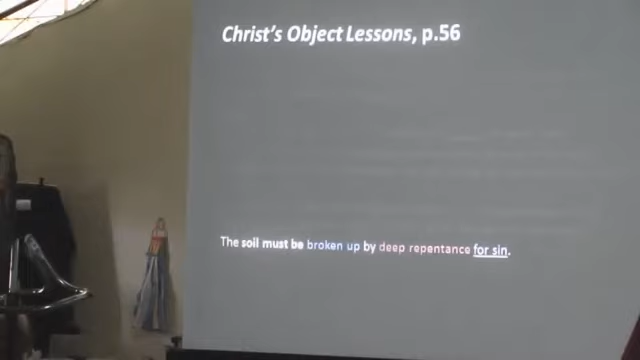 Christ's Object Lessons, p.56
The soil must be broken up by deep repentance for sin.